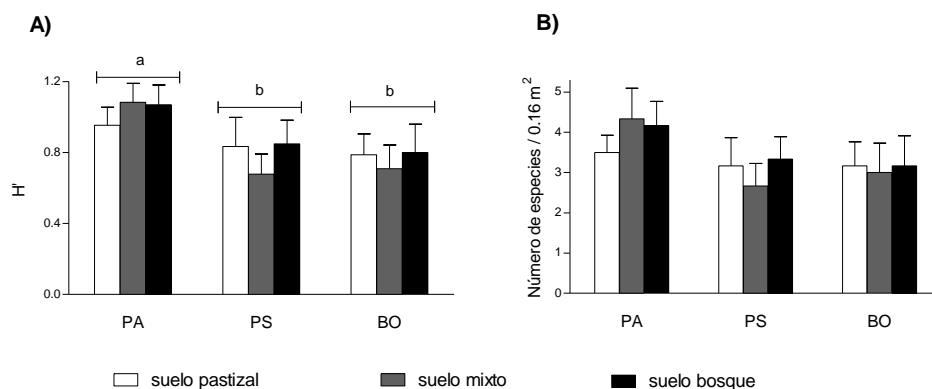 A)
a
b
b
1.2
0.8
0.4
0.0
H'
PA PS BO
B)
5
4
3
2
1
0
Número de especies / 0.16 m²
PA PS BO
suelo pastizal suelo mixto suelo bosque